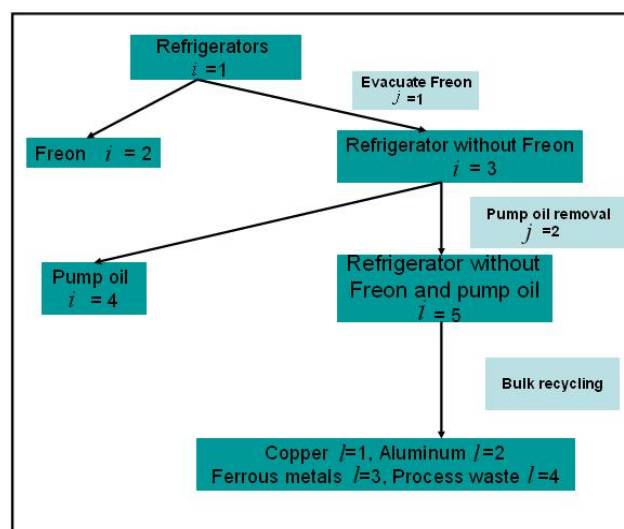 Refrigerators
i =1
Evacuate Freon
j =1
Freon i = 2
Refrigerator without Freon
i = 3
Pump oil removal
j =2
Pump oil
i = 4
Refrigerator without
Freon and pump oil
i = 5
Bulk recycling
Copper l=1, Aluminum l=2
Ferrous metals l=3, Process waste l=4